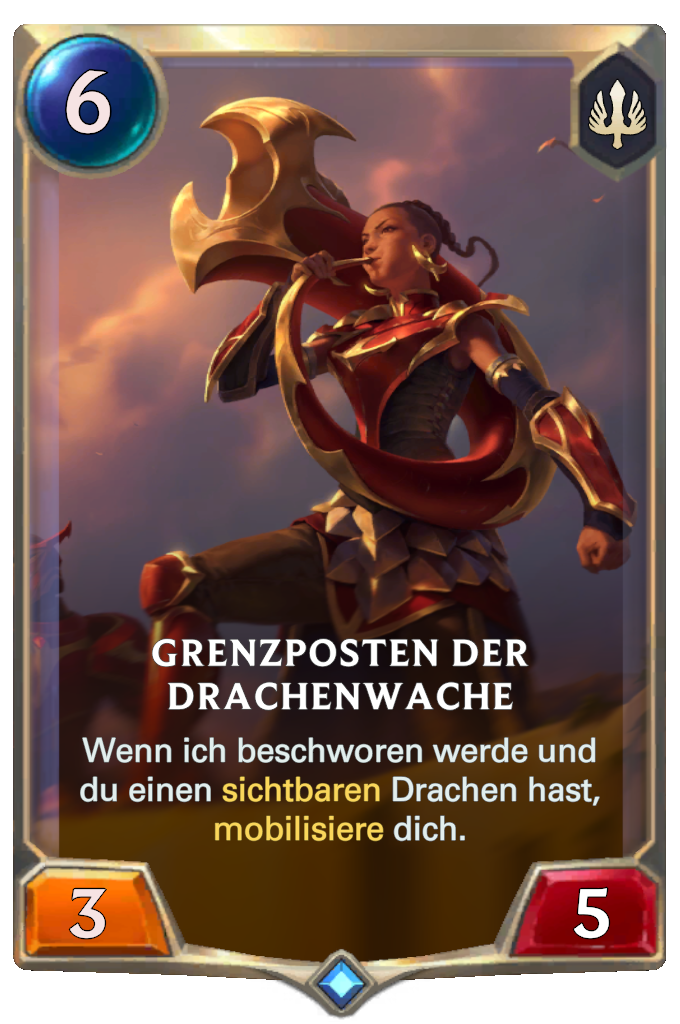 6
GRENZPOSTEN DER
DRACHENWACHE
Wenn ich beschworen werde und
du einen sichtbaren Drachen hast,
mobilisiere dich.
3
5